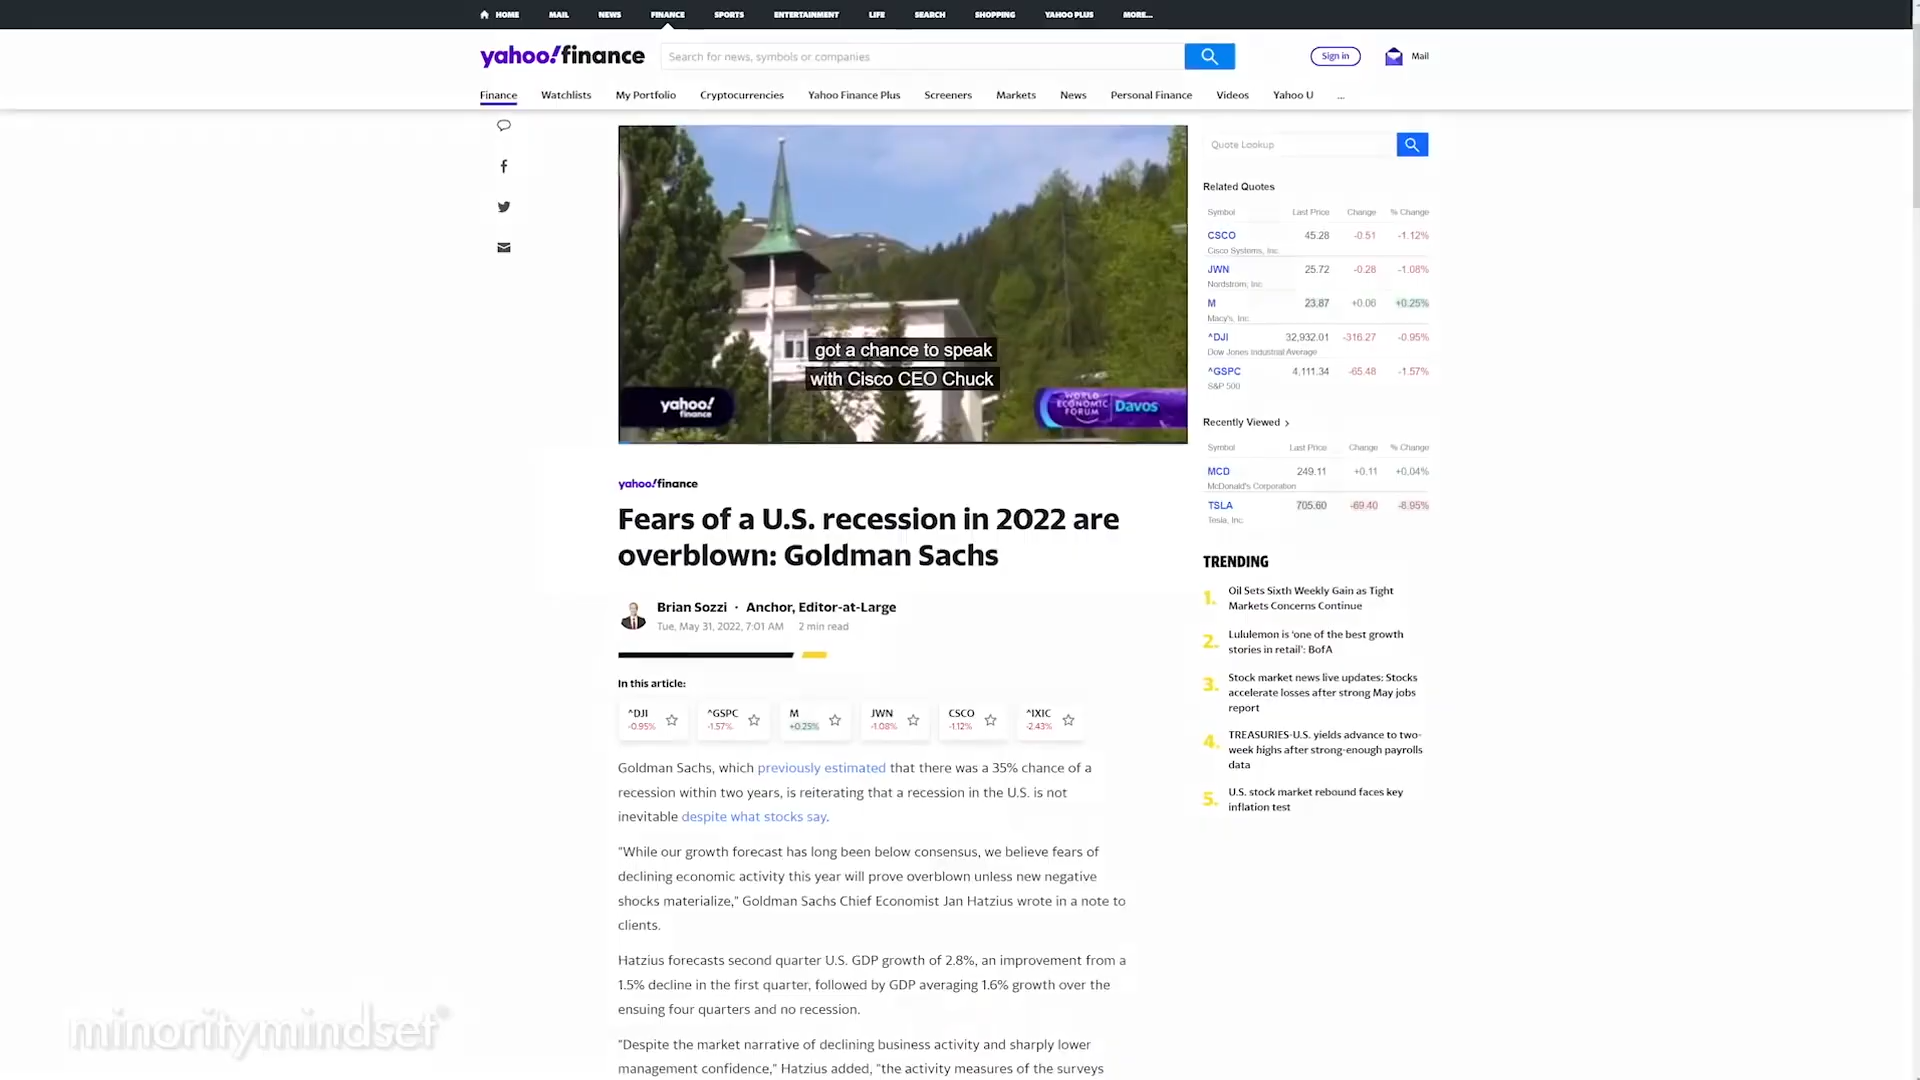 HOME MAIL NEWS FINANCE SPORTS ENTERTAINMENT LIFE SEARCH SHOPPING YAHOO PLUS MORE...
yahoo!finance
Search for news, symbols or companies
Sign in
Mail
Finance Watchlists My Portfolio Cryptocurrencies Yahoo Finance Plus Screeners Markets News Personal Finance Videos Yahoo U ...
got a chance to speak
with Cisco CEO Chuck
yahoo!
finance
WORLD
ECONOMIC
FORUM
Davos
yahoo!finance
Fears of a U.S. recession in 2022 are
overblown: Goldman Sachs
Brian Sozzi · Anchor, Editor-at-Large
Tue, May 31, 2022, 7:01 AM 2 min read
In this article:
^DJI ^GSPC M JWN CSCO ^IXIC
-0.95% -1.57% +0.25% -1.08% -1.12% -2.43%
Goldman Sachs, which previously estimated that there was a 35% chance of a
recession within two years, is reiterating that a recession in the U.S. is not
inevitable despite what stocks say.
"While our growth forecast has long been below consensus, we believe fears of
declining economic activity this year will prove overblown unless new negative
shocks materialize," Goldman Sachs Chief Economist Jan Hatzius wrote in a note to
clients.
Hatzius forecasts second quarter U.S. GDP growth of 2.8%, an improvement from a
1.5% decline in the first quarter, followed by GDP averaging 1.6% growth over the
ensuing four quarters and no recession.
"Despite the market narrative of declining business activity and sharply lower
management confidence," Hatzius added, "the activity measures of the surveys
Quote Lookup
Related Quotes
Symbol Last Price Change % Change
CSCO 45.28 -0.51 -1.12%
Cisco Systems, Inc.
JWN 25.72 -0.28 -1.08%
Nordstrom, Inc.
M 23.87 +0.06 +0.25%
Macy's, Inc.
^DJI 32,932.01 -316.27 -0.95%
Dow Jones Industrial Average
^GSPC 4,111.34 -65.48 -1.57%
S&P 500
Recently Viewed >
Symbol Last Price Change % Change
MCD 249.11 +0.11 +0.04%
McDonald's Corporation
TSLA 705.60 -69.40 -8.95%
Tesla, Inc.
TRENDING
1. Oil Sets Sixth Weekly Gain as Tight
Markets Concerns Continue
2. Lululemon is 'one of the best growth
stories in retail': BofA
3. Stock market news live updates: Stocks
accelerate losses after strong May jobs
report
4. TREASURIES-U.S. yields advance to two-
week highs after strong-enough payrolls
data
5. U.S. stock market rebound faces key
inflation test
minoritymindset®